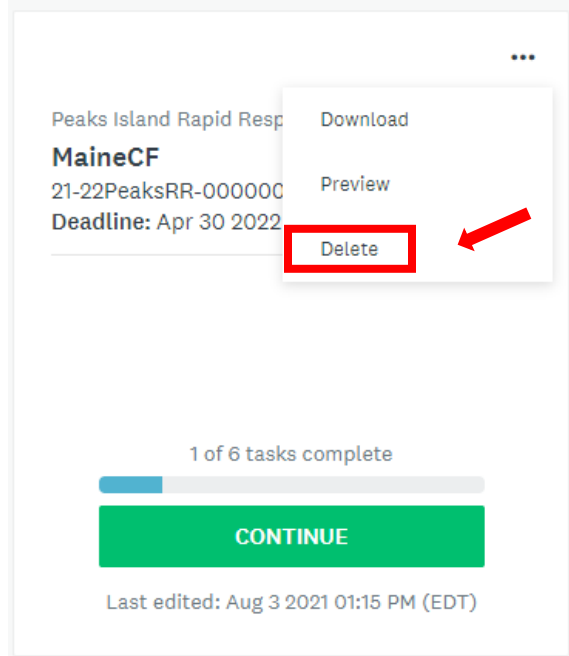 •••
Peaks Island Rapid Resp
Download
MaineCF
21-22PeaksRR-000000
Preview
Deadline: Apr 30 2022
Delete
1 of 6 tasks complete
CONTINUE
Last edited: Aug 3 2021 01:15 PM (EDT)